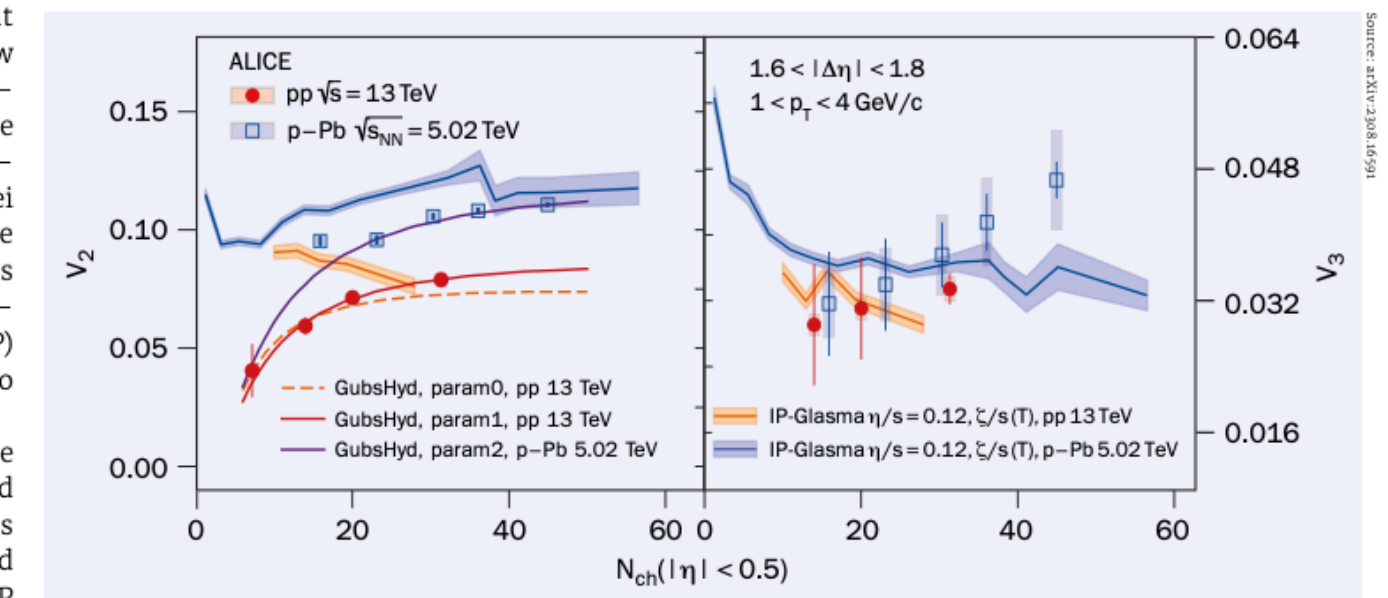 t
w
–
e
–
ei
e
s
–
P)
o
e
d
s
d
P
ALICE
pp √s = 13 TeV
p–Pb √sNN = 5.02 TeV
0.15
0.10
0.05
0.00
V2
GubsHyd, param0, pp 13 TeV
GubsHyd, param1, pp 13 TeV
GubsHyd, param2, p–Pb 5.02 TeV
0 20 40 60
1.6 < |Δη| < 1.8
1 < pT < 4 GeV/c
IP-Glasma η/s = 0.12, ζ/s (T), pp 13 TeV
IP-Glasma η/s = 0.12, ζ/s (T), p–Pb 5.02 TeV
0 20 40 60
0.064
0.048
0.032
0.016
V3
Nch(|η| < 0.5)
Source: arXiv:2308.16591